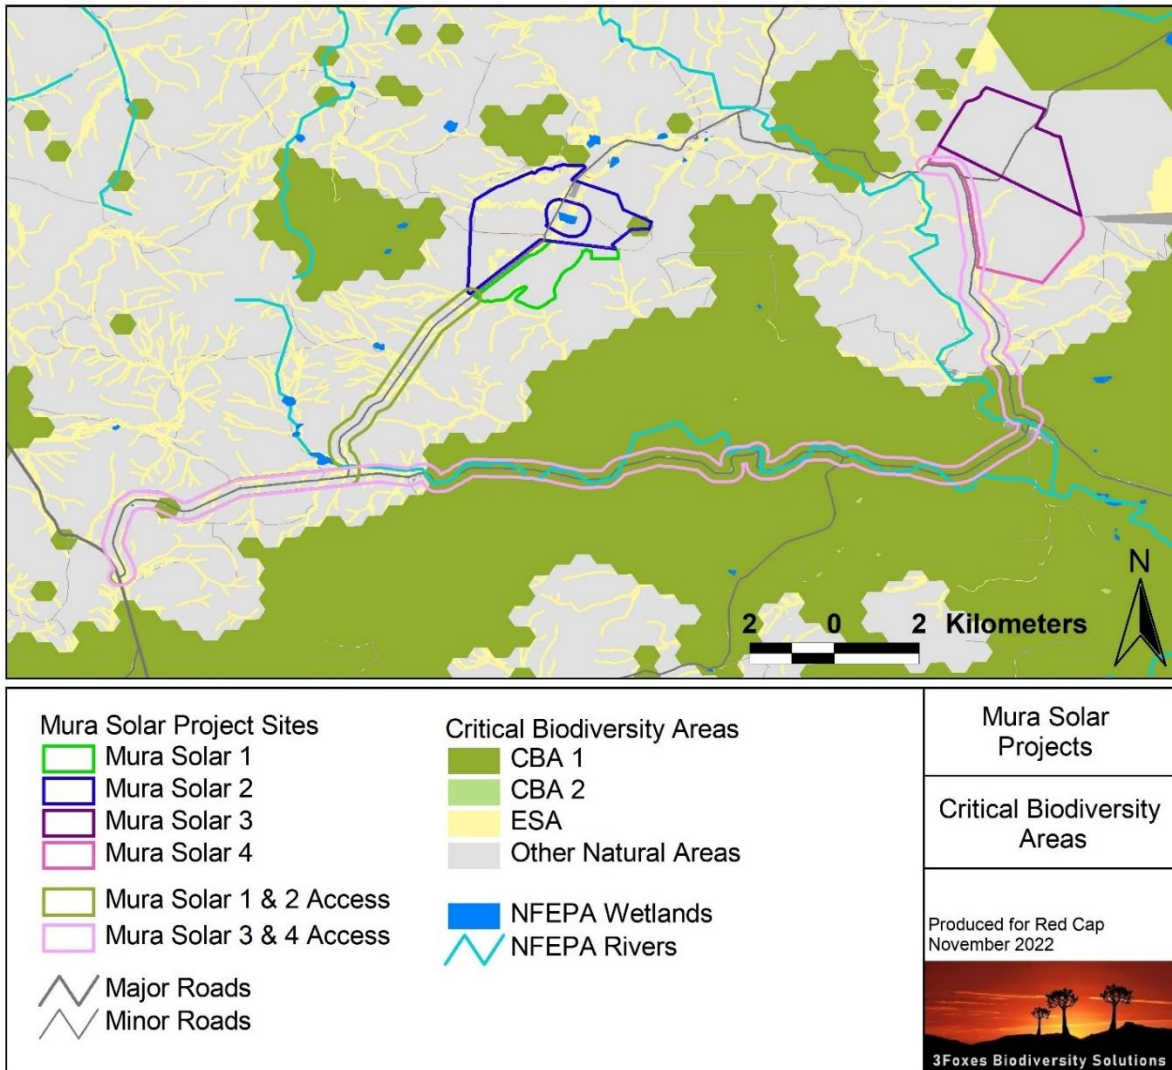 N
2 0 2 Kilometers
Mura Solar Project Sites
Mura Solar 1
Mura Solar 2
Mura Solar 3
Mura Solar 4
Mura Solar 1 & 2 Access
Mura Solar 3 & 4 Access
Major Roads
Minor Roads
Critical Biodiversity Areas
CBA 1
CBA 2
ESA
Other Natural Areas
NFEPA Wetlands
NFEPA Rivers
Mura Solar
Projects
Critical Biodiversity
Areas
Produced for Red Cap
November 2022
3Foxes Biodiversity Solutions